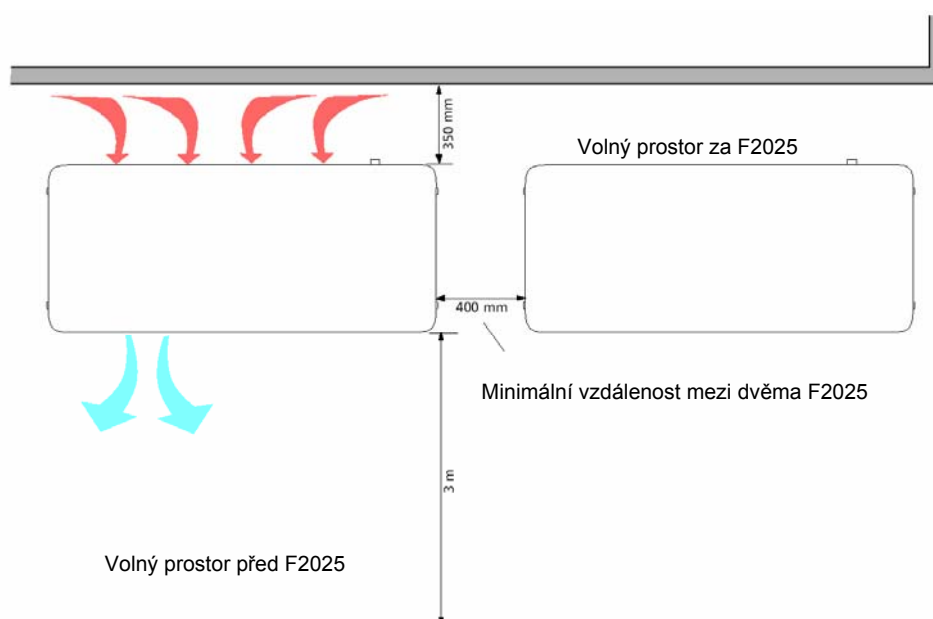 350 mm
Volný prostor za F2025
400 mm
Minimální vzdálenost mezi dvěma F2025
3 m
Volný prostor před F2025